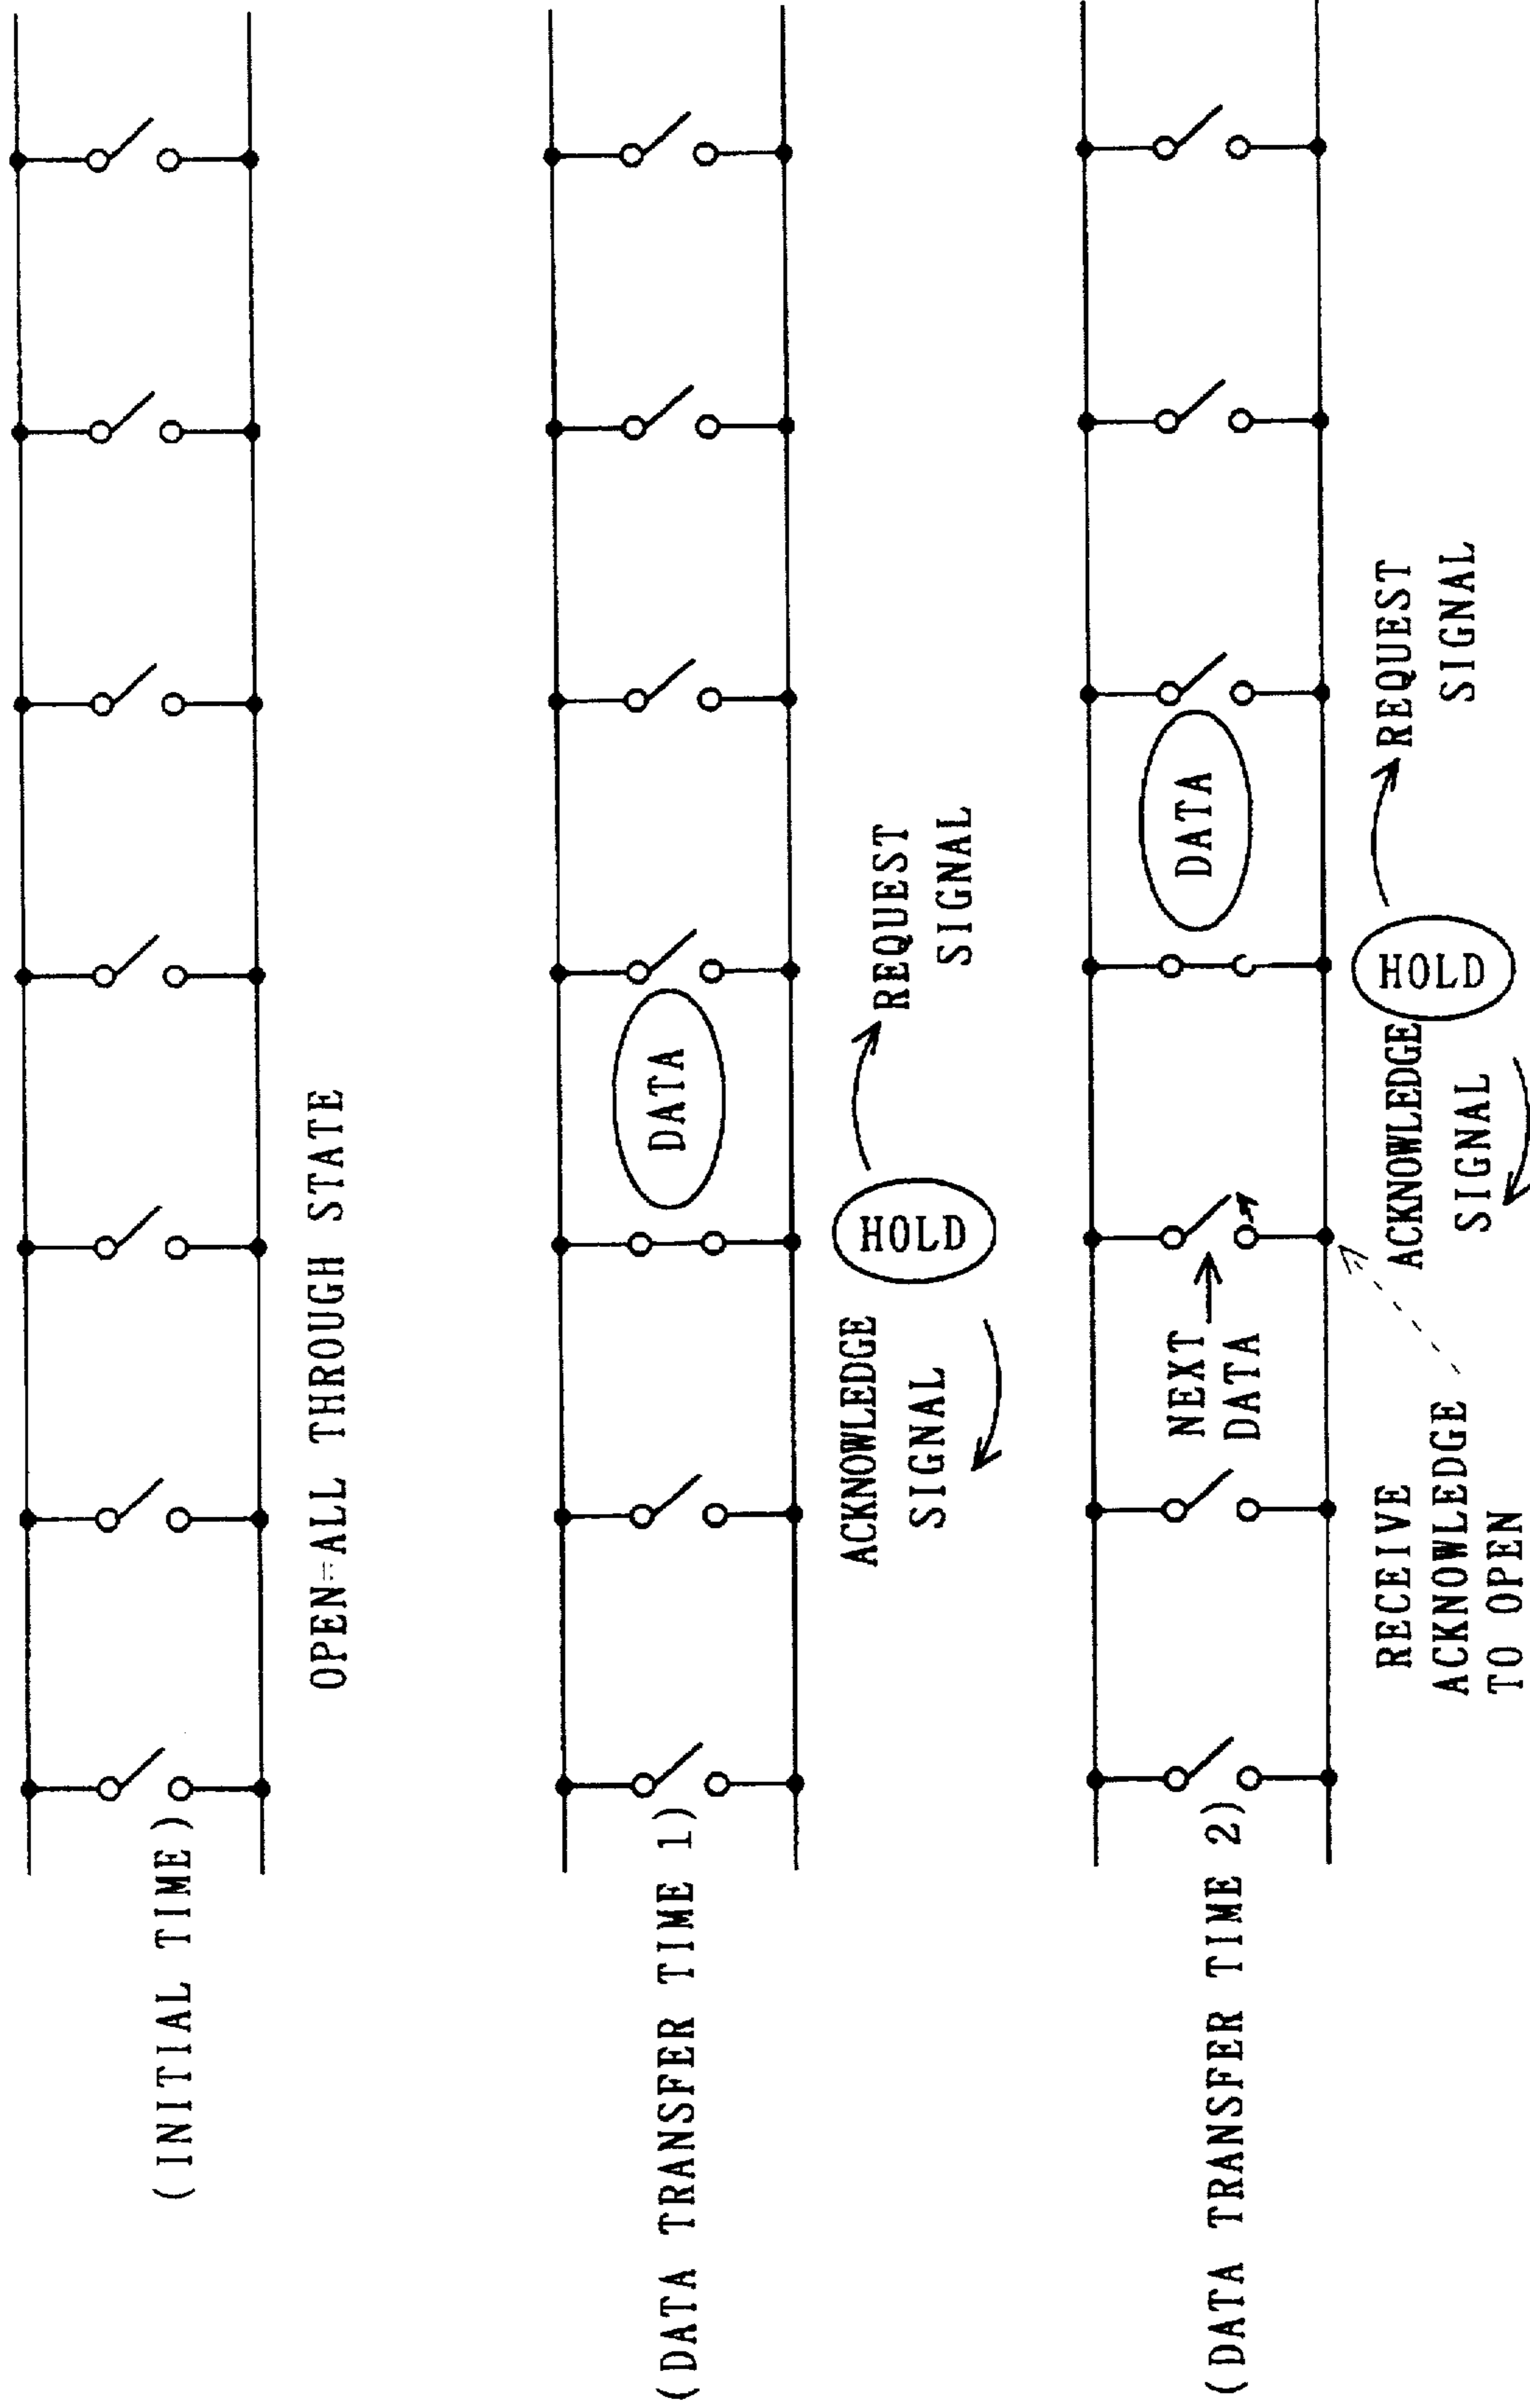 (INITIAL TIME)
OPEN-ALL THROUGH STATE
(DATA TRANSFER TIME 1)
DATA
ACKNOWLEDGE
SIGNAL
HOLD
REQUEST
SIGNAL
(DATA TRANSFER TIME 2)
NEXT
DATA
DATA
RECEIVE
ACKNOWLEDGE
TO OPEN
ACKNOWLEDGE
SIGNAL
HOLD
REQUEST
SIGNAL